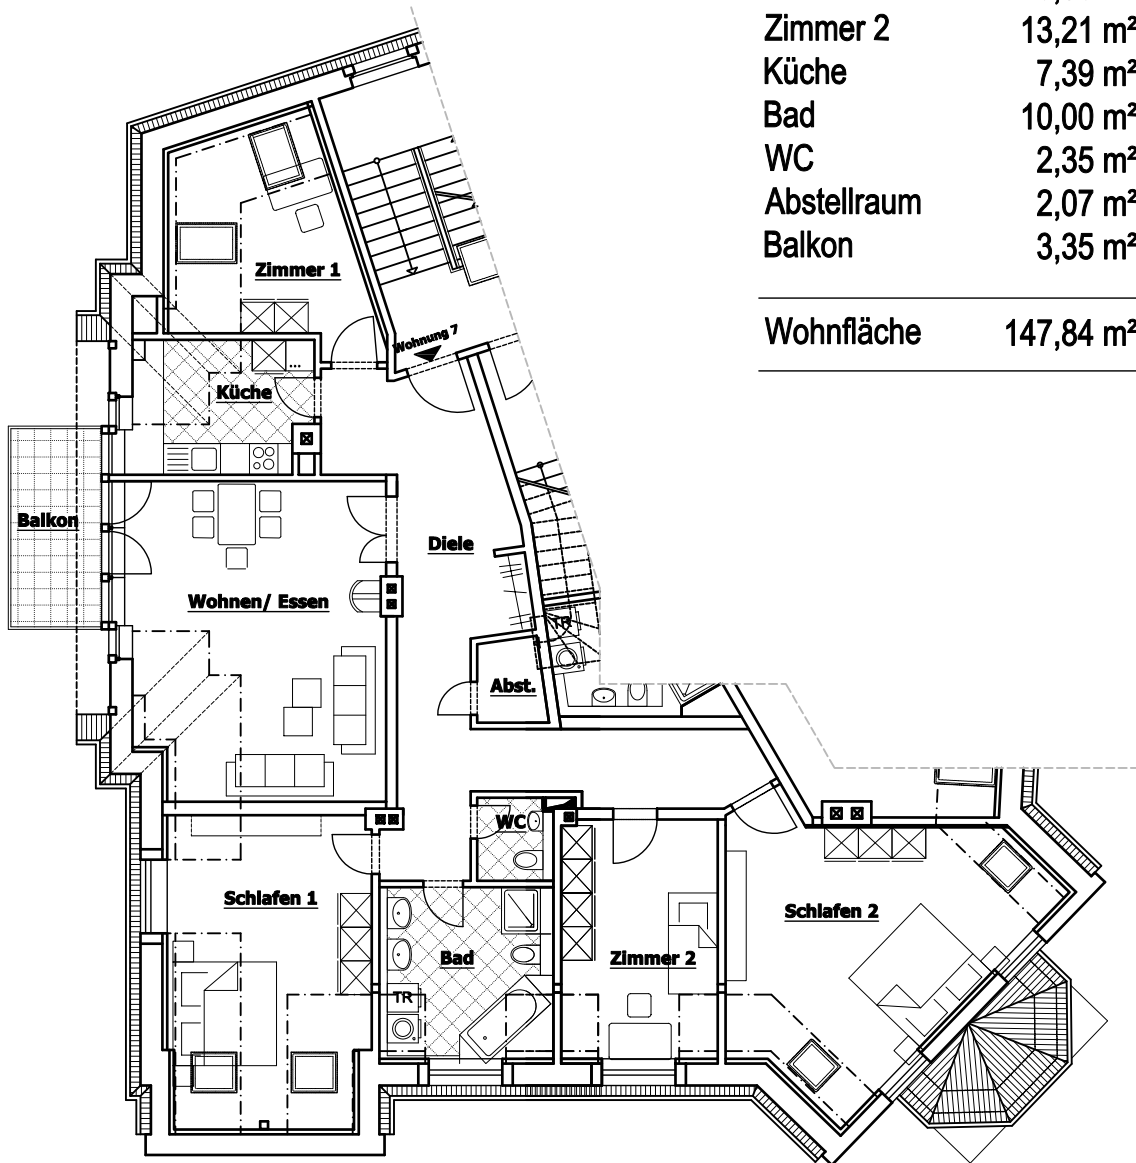 Zimmer 2 13,21 m²
Küche 7,39 m²
Bad 10,00 m²
WC 2,35 m²
Abstellraum 2,07 m²
Balkon 3,35 m²
Wohnfläche 147,84 m²
Zimmer 1
Wohnung 7
Küche
...
Balkon
Diele
Wohnen/ Essen
TR
Abst.
WC
Schlafen 1
Schlafen 2
Bad
Zimmer 2
TR